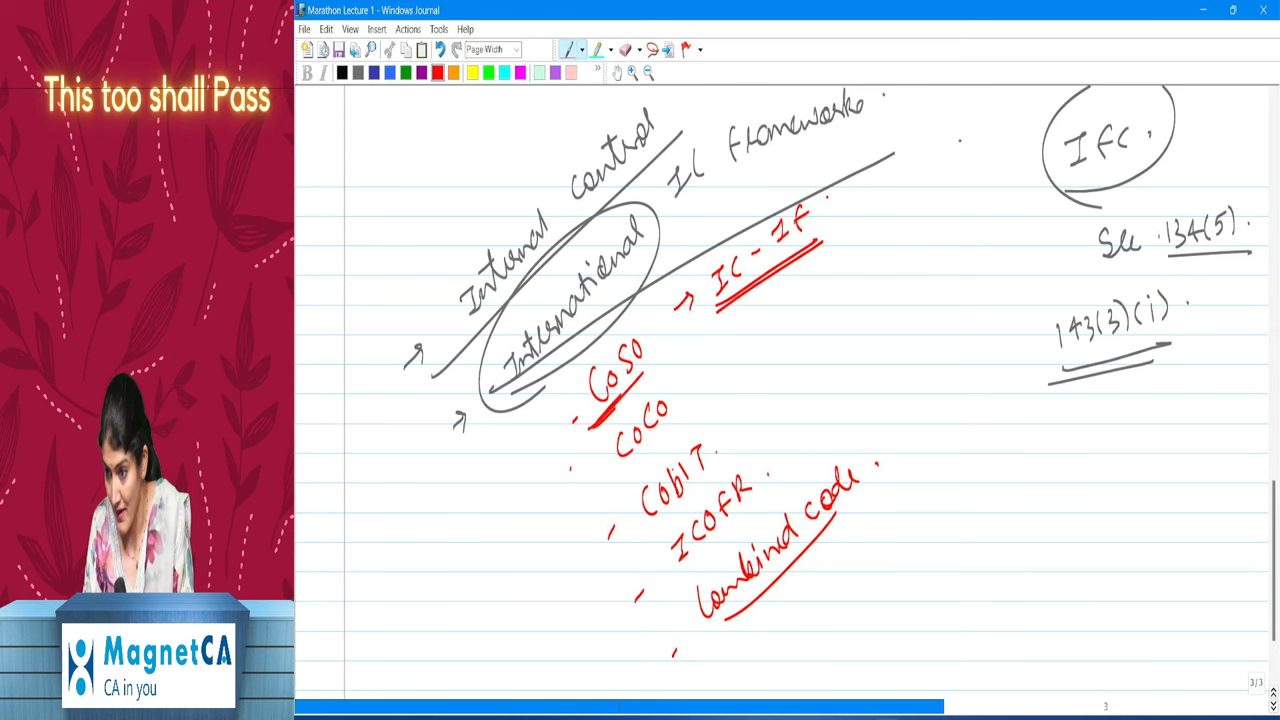 This too shall Pass
Marathon Lecture 1 - Windows Journal
File Edit View Insert Actions Tools Help
Page Width
B I
Internal control
International IC Frameworks.
→ IC - IF.
- COSO
COCO
- CObIT.
- ICOFR.
- Combined code.
IFC.
Sec 134(5).
143(3)(i).
MagnetCA
CA in you
3/3
3